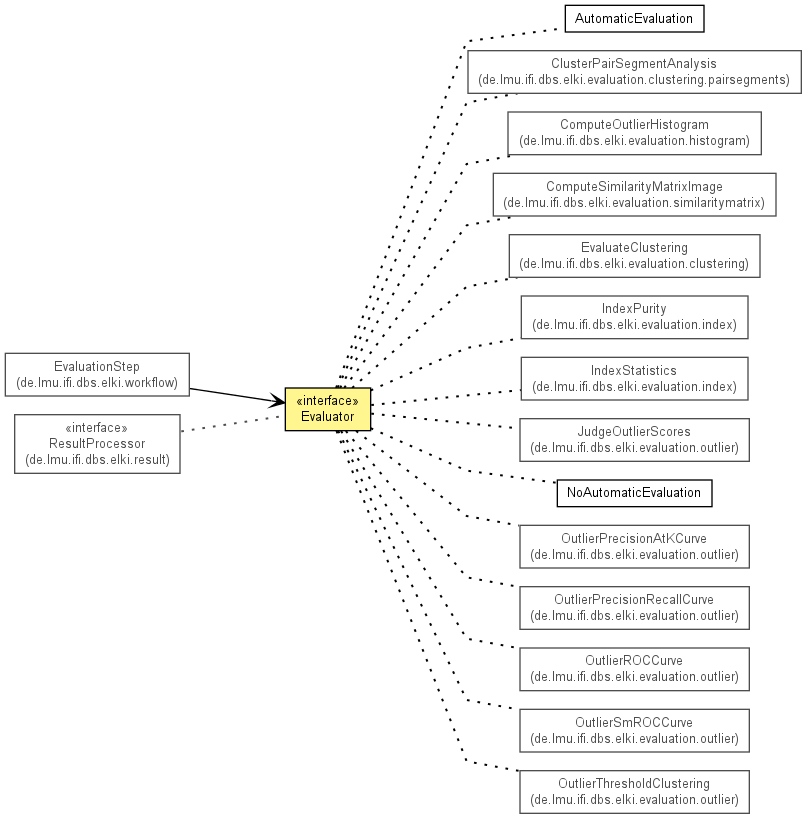 EvaluationStep
(de.lmu.ifi.dbs.elki.workflow)
«interface»
ResultProcessor
(de.lmu.ifi.dbs.elki.result)
«interface»
Evaluator
AutomaticEvaluation
ClusterPairSegmentAnalysis
(de.lmu.ifi.dbs.elki.evaluation.clustering.pairsegments)
ComputeOutlierHistogram
(de.lmu.ifi.dbs.elki.evaluation.histogram)
ComputeSimilarityMatrixImage
(de.lmu.ifi.dbs.elki.evaluation.similaritymatrix)
EvaluateClustering
(de.lmu.ifi.dbs.elki.evaluation.clustering)
IndexPurity
(de.lmu.ifi.dbs.elki.evaluation.index)
IndexStatistics
(de.lmu.ifi.dbs.elki.evaluation.index)
JudgeOutlierScores
(de.lmu.ifi.dbs.elki.evaluation.outlier)
NoAutomaticEvaluation
OutlierPrecisionAtKCurve
(de.lmu.ifi.dbs.elki.evaluation.outlier)
OutlierPrecisionRecallCurve
(de.lmu.ifi.dbs.elki.evaluation.outlier)
OutlierROCCurve
(de.lmu.ifi.dbs.elki.evaluation.outlier)
OutlierSmROCCurve
(de.lmu.ifi.dbs.elki.evaluation.outlier)
OutlierThresholdClustering
(de.lmu.ifi.dbs.elki.evaluation.outlier)